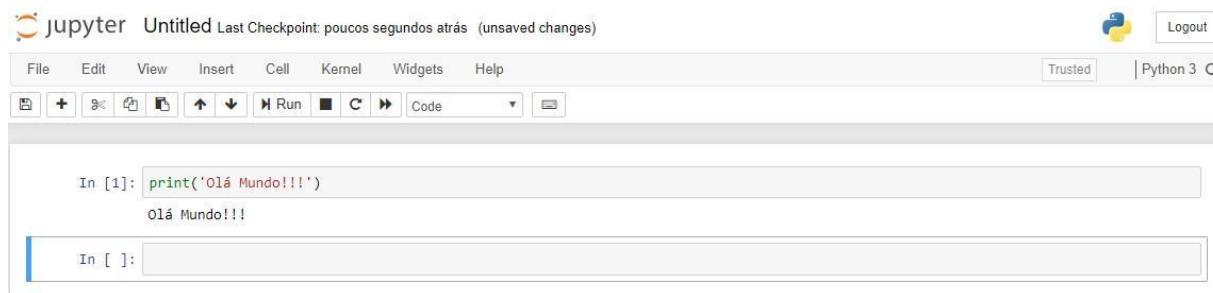 jupyter Untitled Last Checkpoint: poucos segundos atrás (unsaved changes)
Logout
File Edit View Insert Cell Kernel Widgets Help
Trusted Python 3
Run Code
In [1]: print('Olá Mundo!!!')
Olá Mundo!!!
In [ ]: